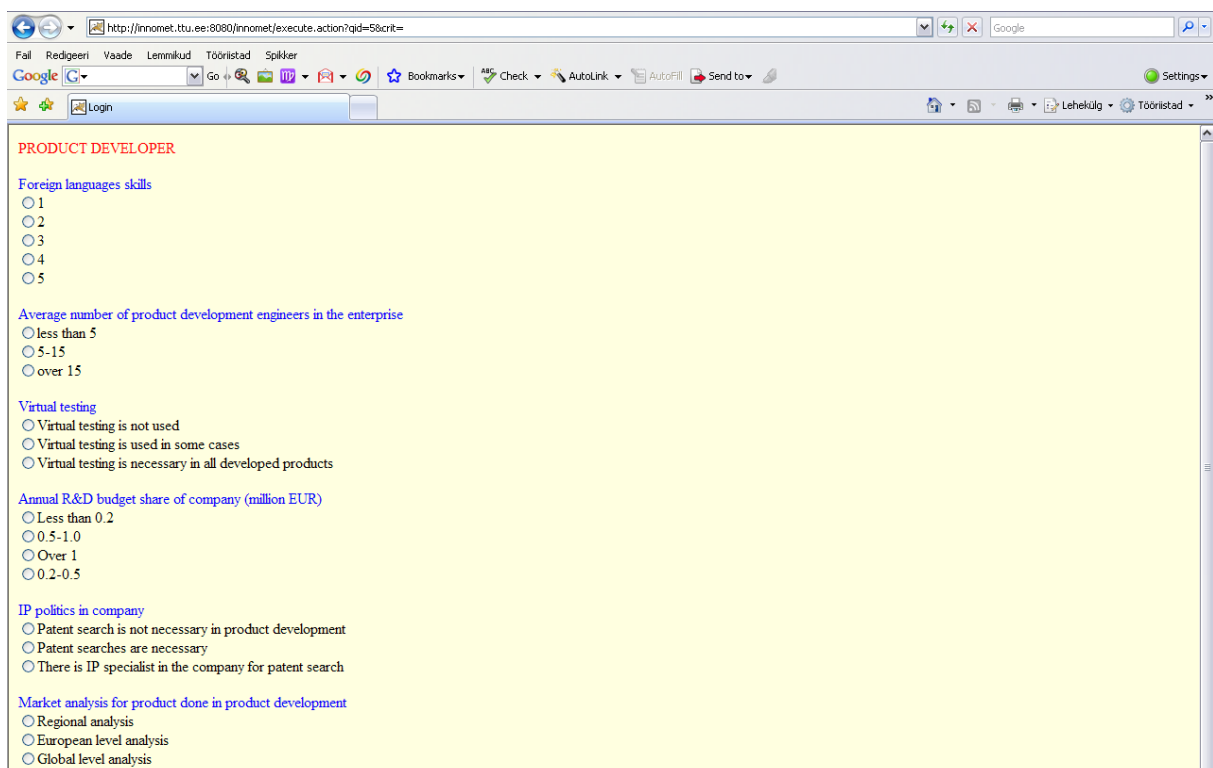 http://innomet.ttu.ee:8080/innomet/execute.action?qid=5&crit=
Google
Fail Redigeeri Vaade Lemmikud Tööriistad Spikker
Google G Go Bookmarks ABC Check AutoLink AutoFill Send to Settings
Login Lehekülg Tööriistad »
PRODUCT DEVELOPER
Foreign languages skills
1
2
3
4
5
Average number of product development engineers in the enterprise
less than 5
5-15
over 15
Virtual testing
Virtual testing is not used
Virtual testing is used in some cases
Virtual testing is necessary in all developed products
Annual R&D budget share of company (million EUR)
Less than 0.2
0.5-1.0
Over 1
0.2-0.5
IP politics in company
Patent search is not necessary in product development
Patent searches are necessary
There is IP specialist in the company for patent search
Market analysis for product done in product development
Regional analysis
European level analysis
Global level analysis